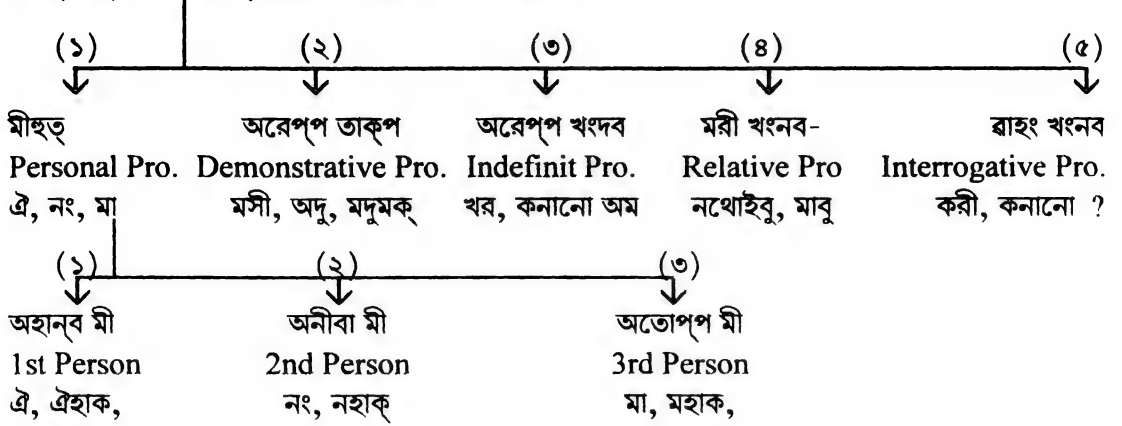 (১) (২) (৩) (৪) (৫)
মীহুত্ অরেপ্প তাক্প অরেপ্প খংদব মরী খংনব- ৱাহং খংনব
Personal Pro. Demonstrative Pro. Indefinit Pro. Relative Pro Interrogative Pro.
ঐ, নং, মা মসী, অদু, মদুমক্ খর, কনানো অম নথোইবু, মাবু করী, কনানো ?
(১) (২) (৩)
অহান্ব মী অনীবা মী অতোপ্প মী
1st Person 2nd Person 3rd Person
ঐ, ঐহাক, নং, নহাক্ মা, মহাক,